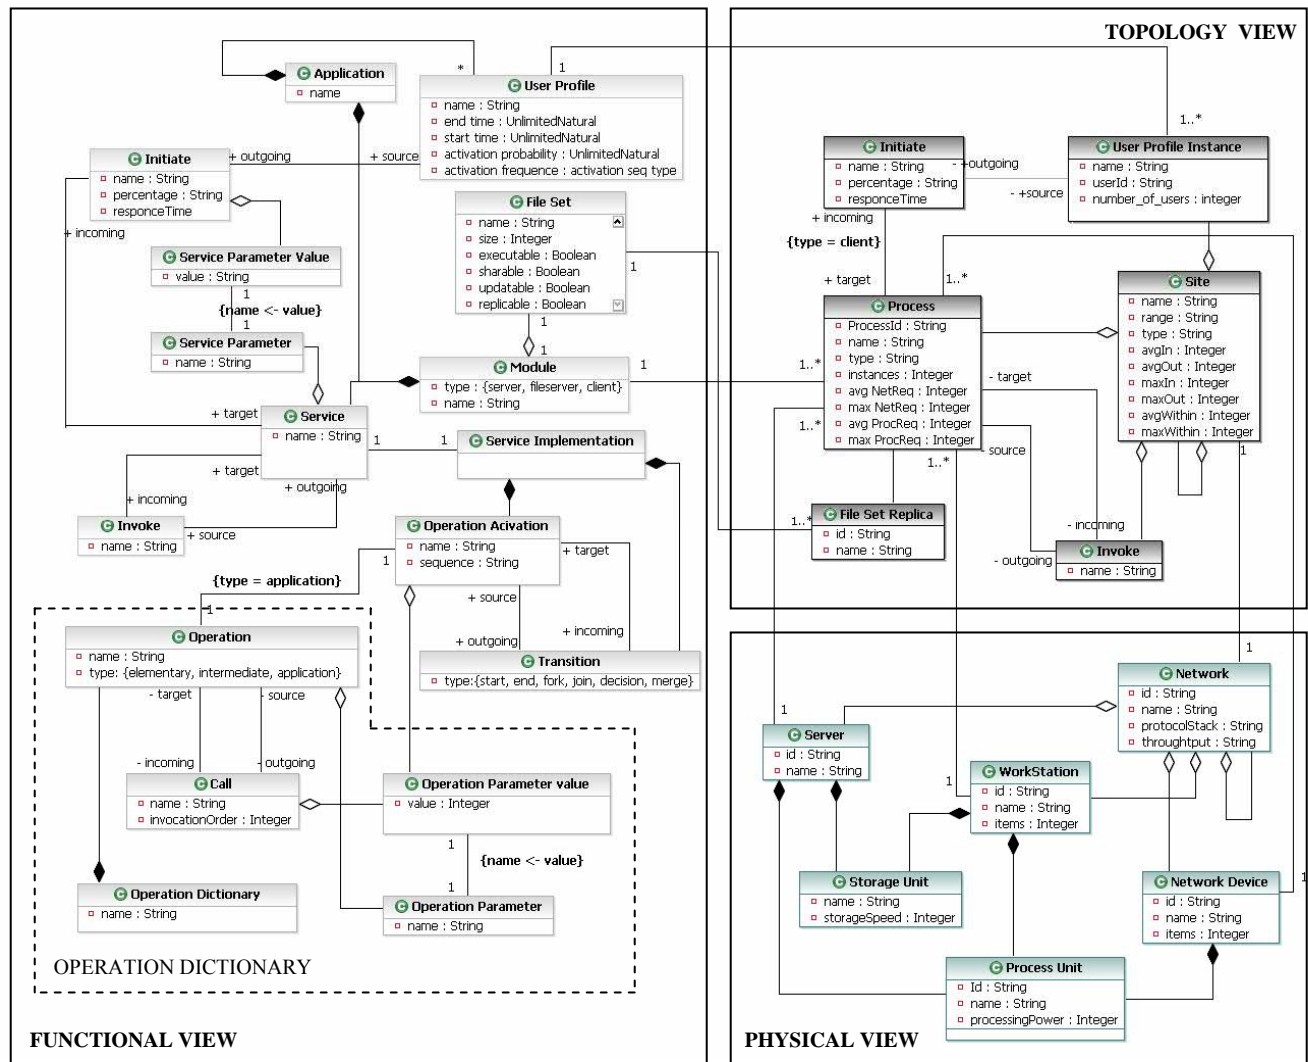 TOPOLOGY VIEW
Application
name
*
User Profile
name : String
end time : UnlimitedNatural
start time : UnlimitedNatural
activation probability : UnlimitedNatural
activation frequence : activation seq type
1
1..*
+ outgoing
+ source
Initiate
name : String
percentage : String
responceTime
+ incoming
File Set
name : String
size : Integer
executable : Boolean
sharable : Boolean
updatable : Boolean
replicable : Boolean
1
1
1
Service Parameter Value
value : String
1
{name <- value}
1
Service Parameter
name : String
Module
type : {server, fileserver, client}
name : String
1
+ target
Service
name : String
1
1
Service Implementation
+ target
+ outgoing
+ incoming
Invoke
name : String
+ source
Operation Acivation
name : String
sequence : String
+ target
1
{type = application}
1
+ source
+ outgoing
+ incoming
Transition
type:{start, end, fork, join, decision, merge}
Operation
name : String
type: {elementary, intermediate, application}
- target
- source
- incoming
- outgoing
Call
name : String
invocationOrder : Integer
Operation Parameter value
value : Integer
1
{name <- value}
1
Operation Dictionary
name : String
Operation Parameter
name : String
OPERATION DICTIONARY
FUNCTIONAL VIEW
Initiate
name : String
percentage : String
responceTime
- +outgoing
- +source
User Profile Instance
name : String
userId : String
number_of_users : integer
+ incoming
{type = client}
+ target
1..*
Process
ProcessId : String
name : String
type : String
instances : Integer
avg NetReq : Integer
max NetReq : Integer
avg ProcReq : Integer
max ProcReq : Integer
1..*
1..*
1..*
Site
name : String
range : String
type : String
avgIn : Integer
avgOut : Integer
maxIn : Integer
maxOut : Integer
avgWithin : Integer
maxWithin : Integer
1
- target
- source
1..*
File Set Replica
id : String
name : String
- incoming
- outgoing
Invoke
name : String
1
Network
id : String
name : String
protocolStack : String
throughtput : String
1
Server
id : String
name : String
1
WorkStation
id : String
name : String
items : Integer
Storage Unit
name : String
storageSpeed : Integer
Network Device
id : String
name : String
items : Integer
1
Process Unit
Id : String
name : String
processingPower : Integer
PHYSICAL VIEW